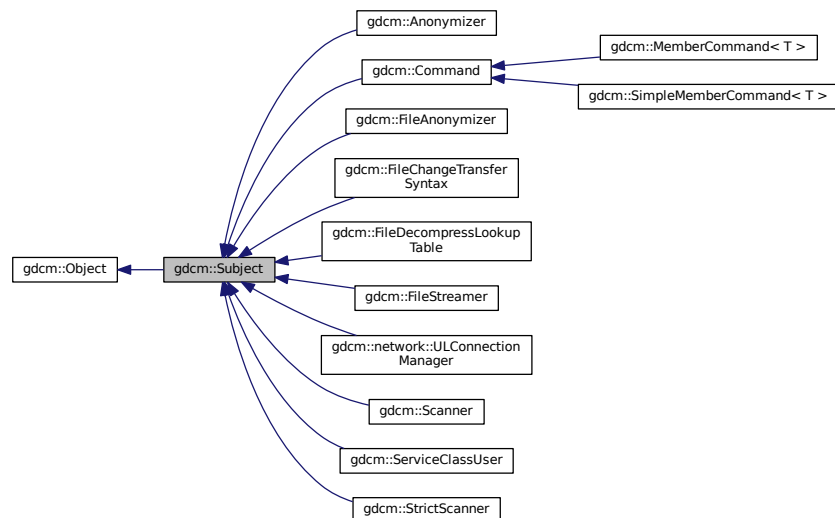 gdcm::Anonymizer
gdcm::MemberCommand< T >
gdcm::Command
gdcm::SimpleMemberCommand< T >
gdcm::FileAnonymizer
gdcm::FileChangeTransfer
Syntax
gdcm::FileDecompressLookup
Table
gdcm::Object
gdcm::Subject
gdcm::FileStreamer
gdcm::network::ULConnection
Manager
gdcm::Scanner
gdcm::ServiceClassUser
gdcm::StrictScanner